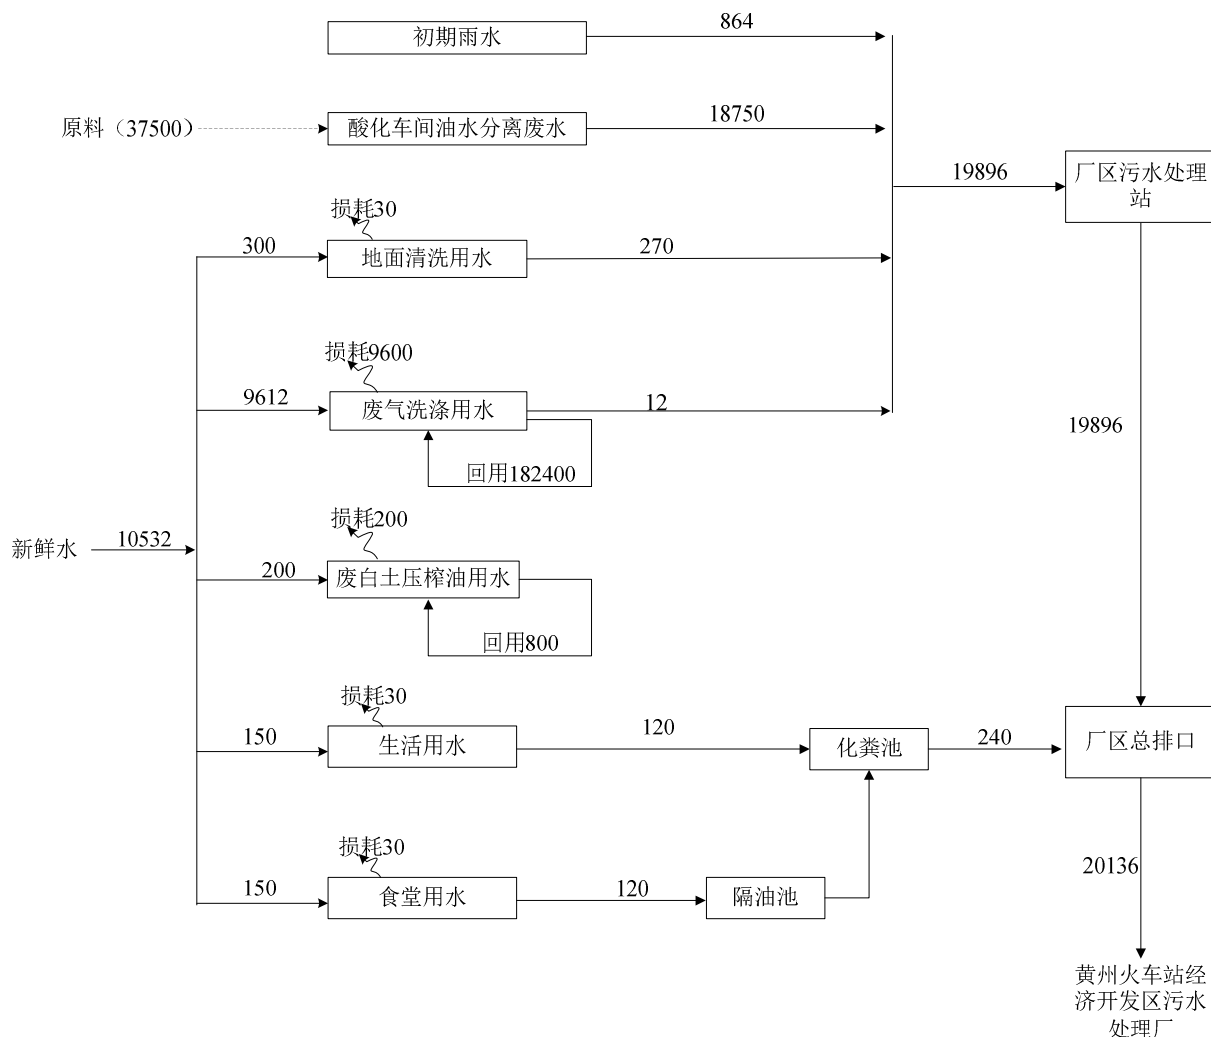 864
初期雨水
原料（37500）
酸化车间油水分离废水
18750
19896
厂区污水处理
站
损耗30
300
地面清洗用水
270
损耗9600
9612
废气洗涤用水
12
回用182400
19896
损耗200
新鲜水
10532
200
废白土压榨油用水
回用800
损耗30
150
生活用水
120
化粪池
240
厂区总排口
损耗30
150
食堂用水
120
隔油池
20136
黄州火车站经
济开发区污水
处理厂